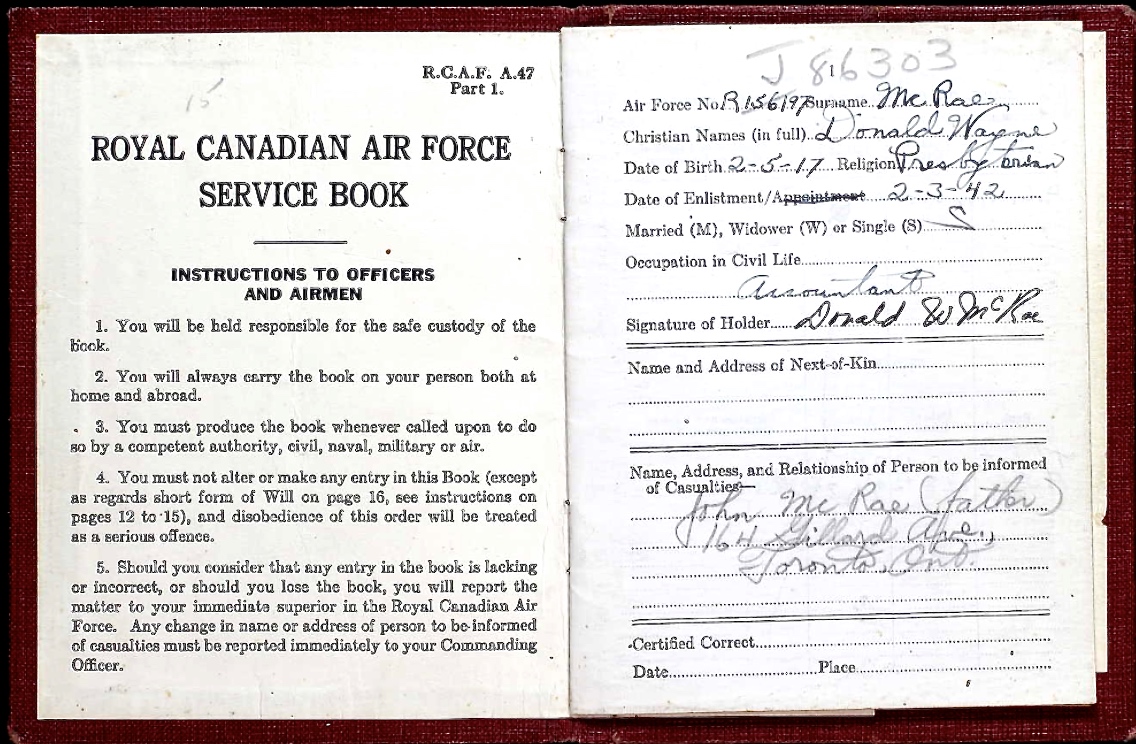 15
R.C.A.F. A.47
Part 1.
ROYAL CANADIAN AIR FORCE
SERVICE BOOK
INSTRUCTIONS TO OFFICERS
AND AIRMEN
1. You will be held responsible for the safe custody of the
book.
2. You will always carry the book on your person both at
home and abroad.
3. You must produce the book whenever called upon to do
so by a competent authority, civil, naval, military or air.
4. You must not alter or make any entry in this Book (except
as regards short form of Will on page 16, see instructions on
pages 12 to 15), and disobedience of this order will be treated
as a serious offence.
5. Should you consider that any entry in the book is lacking
or incorrect, or should you lose the book, you will report the
matter to your immediate superior in the Royal Canadian Air
Force. Any change in name or address of person to be informed
of casualties must be reported immediately to your Commanding
Officer.
J 86303
1
Air Force No. R156197 Surname McRae
Christian Names (in full) Donald Wayne
Date of Birth 2-5-17 Religion Presbyterian
Date of Enlistment/Appointment 2-3-42
Married (M), Widower (W) or Single (S) S
Occupation in Civil Life
Accountant
Signature of Holder Donald W McRae
Name and Address of Next-of-Kin
Name, Address, and Relationship of Person to be informed
of Casualties—
John McRae (father)
164 Gillard Ave.,
Toronto, Ont.
Certified Correct
Date Place